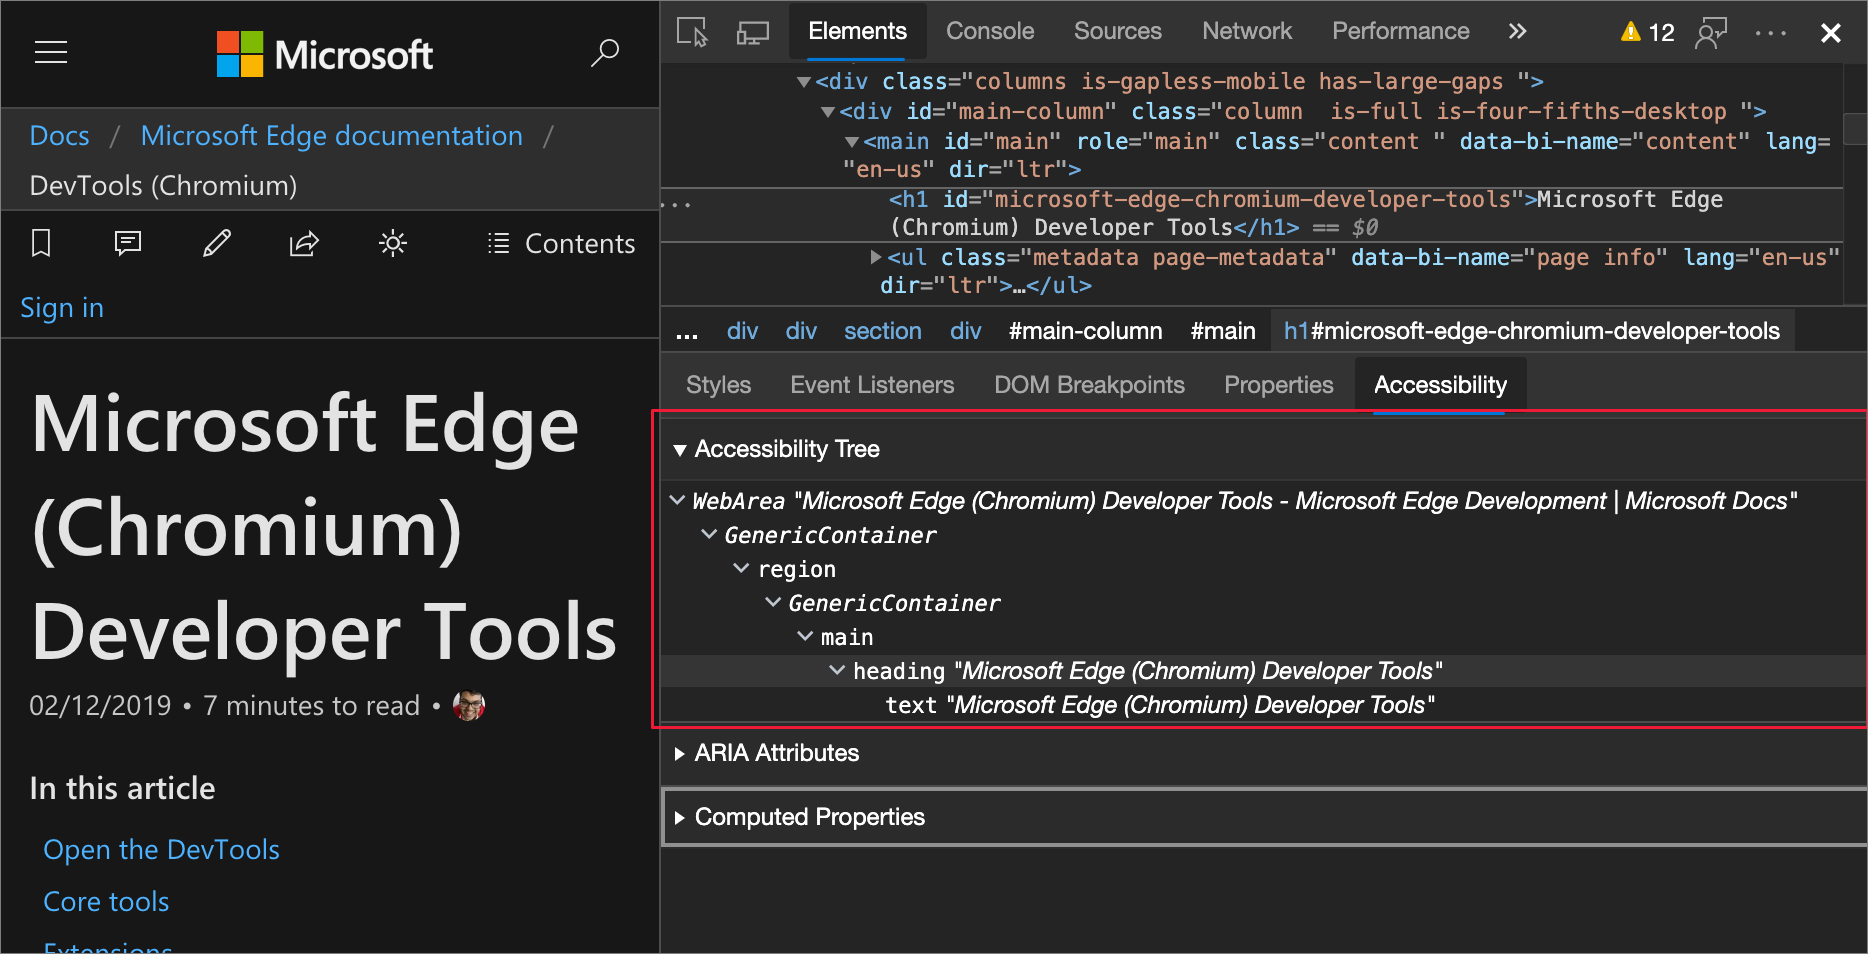 Microsoft
Docs / Microsoft Edge documentation /
DevTools (Chromium)
Contents
Sign in
Microsoft Edge
(Chromium)
Developer Tools
02/12/2019 • 7 minutes to read •
In this article
Open the DevTools
Core tools
Extensions
Elements Console Sources Network Performance » 12
<div class="columns is-gapless-mobile has-large-gaps ">
<div id="main-column" class="column  is-full is-four-fifths-desktop ">
<main id="main" role="main" class="content " data-bi-name="content" lang=
"en-us" dir="ltr">
<h1 id="microsoft-edge-chromium-developer-tools">Microsoft Edge
(Chromium) Developer Tools</h1> == $0
<ul class="metadata page-metadata" data-bi-name="page info" lang="en-us"
dir="ltr">…</ul>
... div div section div #main-column #main h1#microsoft-edge-chromium-developer-tools
Styles Event Listeners DOM Breakpoints Properties Accessibility
Accessibility Tree
WebArea "Microsoft Edge (Chromium) Developer Tools - Microsoft Edge Development | Microsoft Docs"
GenericContainer
region
GenericContainer
main
heading "Microsoft Edge (Chromium) Developer Tools"
text "Microsoft Edge (Chromium) Developer Tools"
ARIA Attributes
Computed Properties